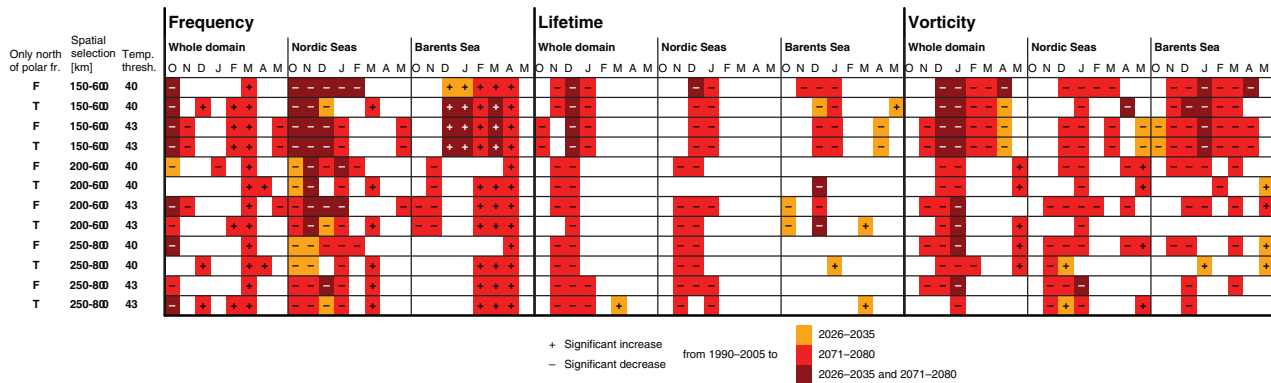 Frequency Lifetime Vorticity
Only north of polar fr. Spatial selection [km] Temp. thresh. Whole domain Nordic Seas Barents Sea Whole domain Nordic Seas Barents Sea Whole domain Nordic Seas Barents Sea
O N D J F M A M O N D J F M A M O N D J F M A M O N D J F M A M O N D J F M A M O N D J F M A M O N D J F M A M O N D J F M A M O N D J F M A M
F 150-600 40 − + − − − − − + + + + + − − − − − − − − − − − − − − − − − − − − − − −
T 150-600 40 − + + + − − − + + + + + + − − − − − − − + − − − − − − − − − − − −
F 150-600 43 − − + + − − − − − − + + + + + − − − − − − − − − − − − − − − − − − − − − − − − −
T 150-600 43 − − + + − − − − − − + + + + + − − − − − − − − − − − − − − − − − − − − − − − − −
F 200-600 40 − − + − − − − − − + − − − − − − + − − − + − − − −
T 200-600 40 + + − − − + − + + + − − − − − + − + − +
F 200-600 43 − − + − − − − − − − − + + + − − − − − − − − − − − − − − − − − − +
T 200-600 43 − + + − − − − + − − + + + − − − − − − − + − − + − − −
F 250-800 40 − + − − − − − + − − − − − − − + − − − − + − − − +
T 250-800 40 + + + − − − + + + + − − − − + − − − + − + + +
F 250-800 43 − + − − − − + + + + − − − − − − − − − − − − −
T 250-800 43 − + + + − − − − + + + + − − − + − − + − − + − + −
+ Significant increase
− Significant decrease
from 1990–2005 to
2026–2035
2071–2080
2026–2035 and 2071–2080